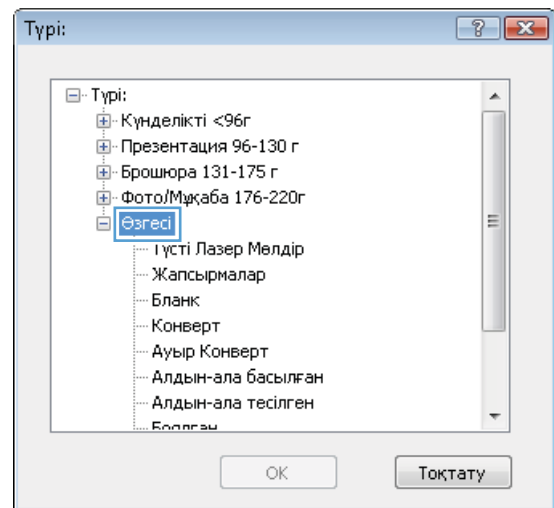 Түрі:
Түрі:
Күнделікті <96г
Презентация 96-130 г
Брошюра 131-175 г
Фото/Мұқаба 176-220г
Өзгесі
Түсті Лазер Мөлдір
Жапсырмалар
Бланк
Конверт
Ауыр Конверт
Алдын-ала басылған
Алдын-ала тесілген
Боялған
OK
Тоқтату